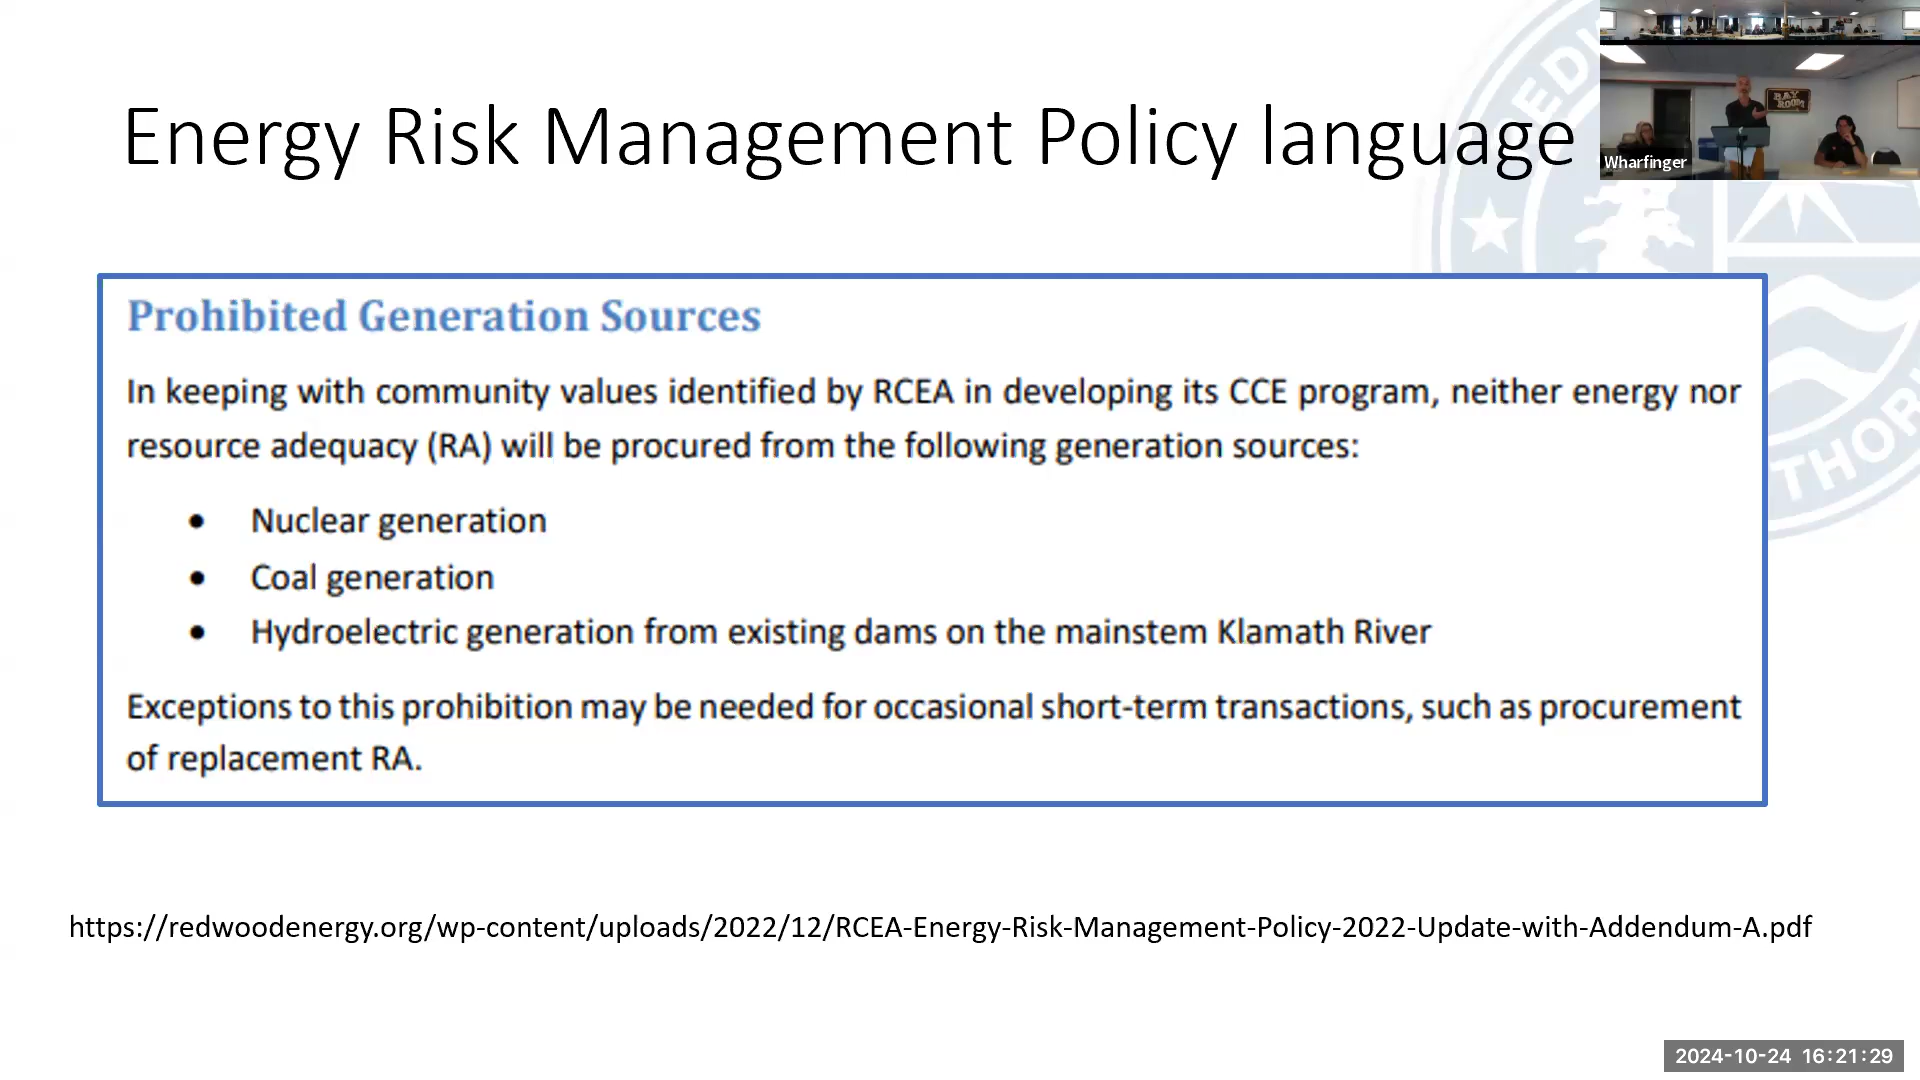 Energy Risk Management Policy language
BAY
ROOM
Wharfinger
Prohibited Generation Sources
In keeping with community values identified by RCEA in developing its CCE program, neither energy nor
resource adequacy (RA) will be procured from the following generation sources:
• Nuclear generation
• Coal generation
• Hydroelectric generation from existing dams on the mainstem Klamath River
Exceptions to this prohibition may be needed for occasional short-term transactions, such as procurement
of replacement RA.
https://redwoodenergy.org/wp-content/uploads/2022/12/RCEA-Energy-Risk-Management-Policy-2022-Update-with-Addendum-A.pdf
2024-10-24 16:21:29